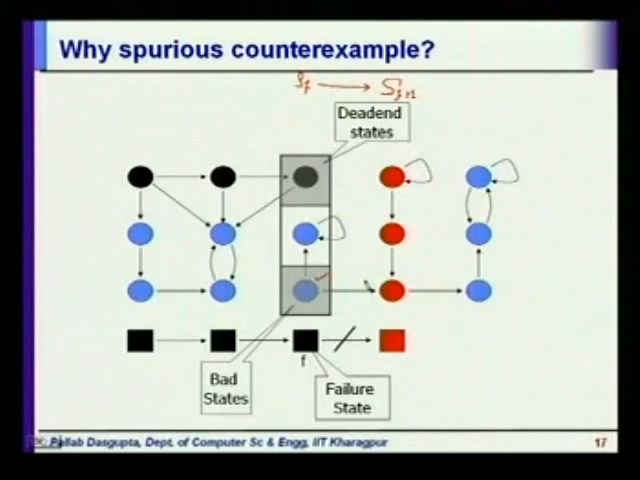 Why spurious counterexample?
Deadend
states
f
Bad
States
Failure
State
Pallab Dasgupta, Dept. of Computer Sc & Engg, IIT Kharagpur
17